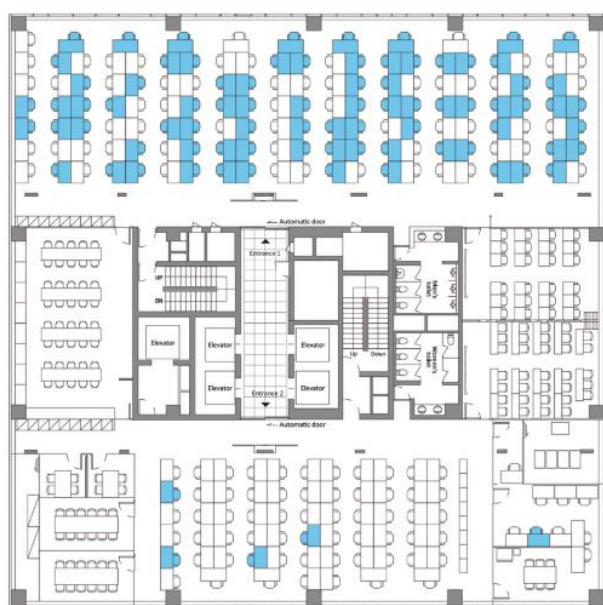 Automatic door
Entrance 1
UP
DN
Men's
toilet
Elevator
Elevator
Elevator
Up
Down
Women's
toilet
Elevator
Elevator
Entrance 2
Automatic door